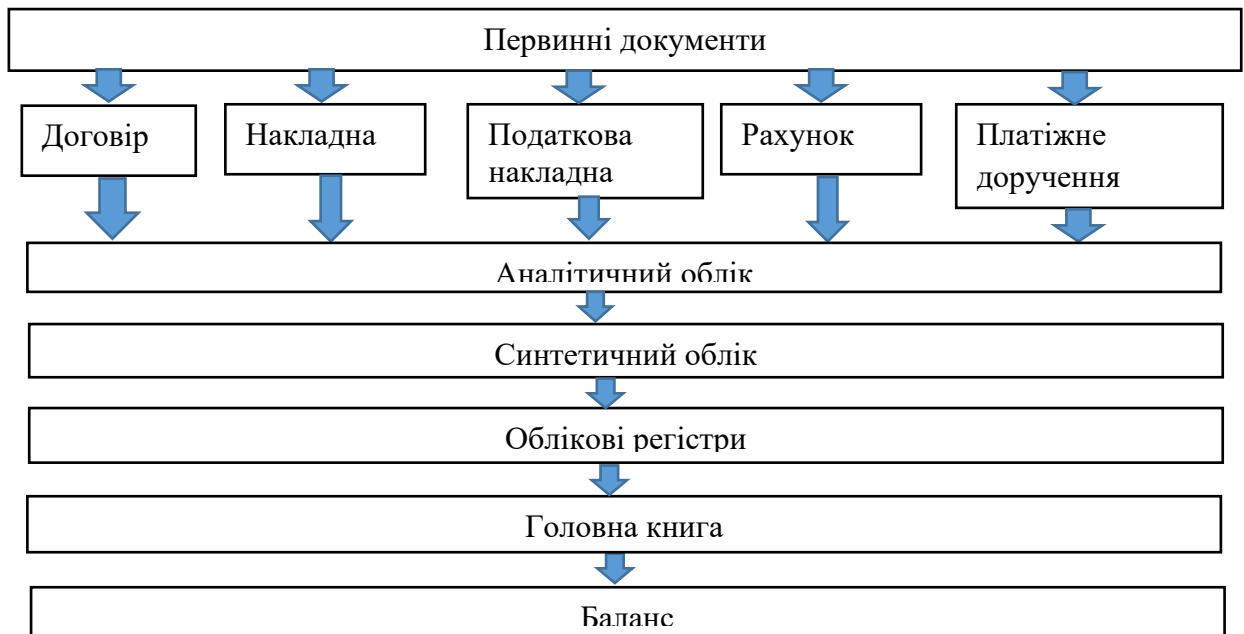 Первинні документи
Договір
Накладна
Податкова
накладна
Рахунок
Платіжне
доручення
Аналітичний облік
Синтетичний облік
Облікові регістри
Головна книга
Баланс